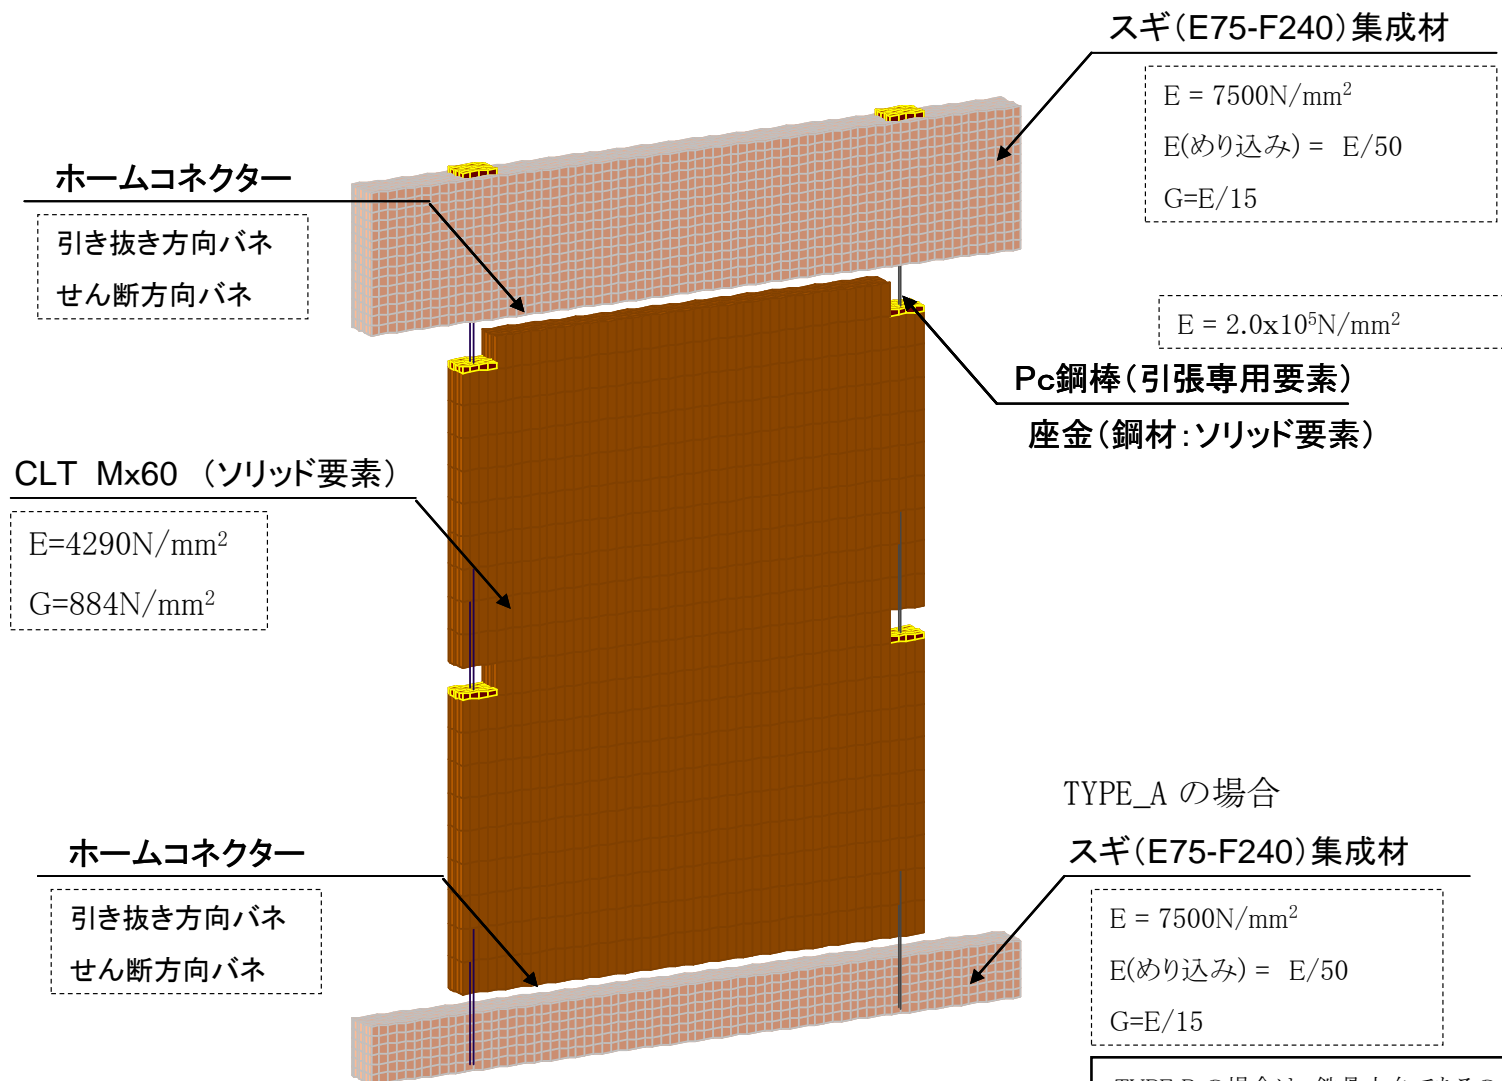 スギ(E75-F240)集成材
E = 7500N/mm²
E(めり込み) = E/50
G=E/15
ホームコネクター
引き抜き方向バネ
せん断方向バネ
E = 2.0x10⁵N/mm²
Pc鋼棒(引張専用要素)
座金(鋼材:ソリッド要素)
CLT Mx60 (ソリッド要素)
E=4290N/mm²
G=884N/mm²
TYPE_A の場合
スギ(E75-F240)集成材
E = 7500N/mm²
E(めり込み) = E/50
G=E/15
ホームコネクター
引き抜き方向バネ
せん断方向バネ